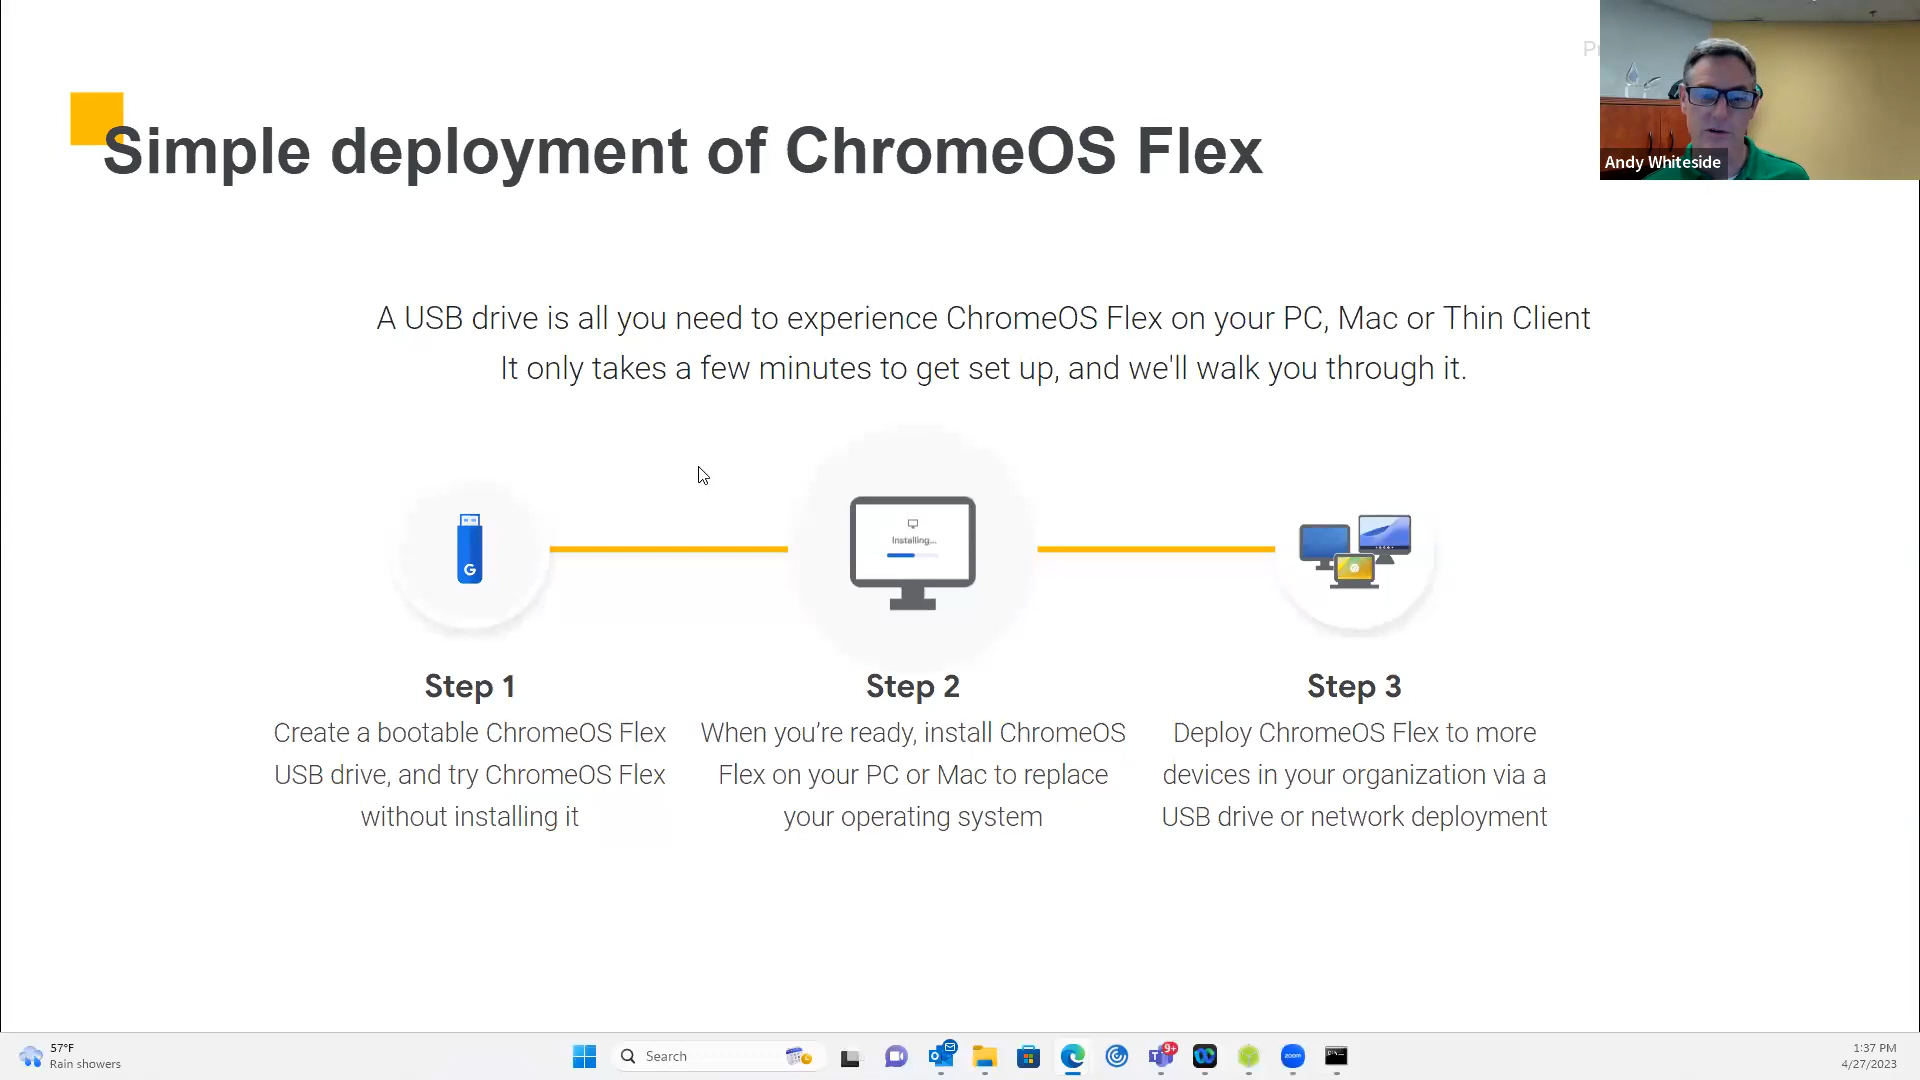 Simple deployment of ChromeOS Flex
Andy Whiteside
A USB drive is all you need to experience ChromeOS Flex on your PC, Mac or Thin Client
It only takes a few minutes to get set up, and we'll walk you through it.
G
Installing...
Step 1
Create a bootable ChromeOS Flex
USB drive, and try ChromeOS Flex
without installing it
Step 2
When you’re ready, install ChromeOS
Flex on your PC or Mac to replace
your operating system
Step 3
Deploy ChromeOS Flex to more
devices in your organization via a
USB drive or network deployment
57°F
Rain showers
Search
9+
zoom
1:37 PM
4/27/2023